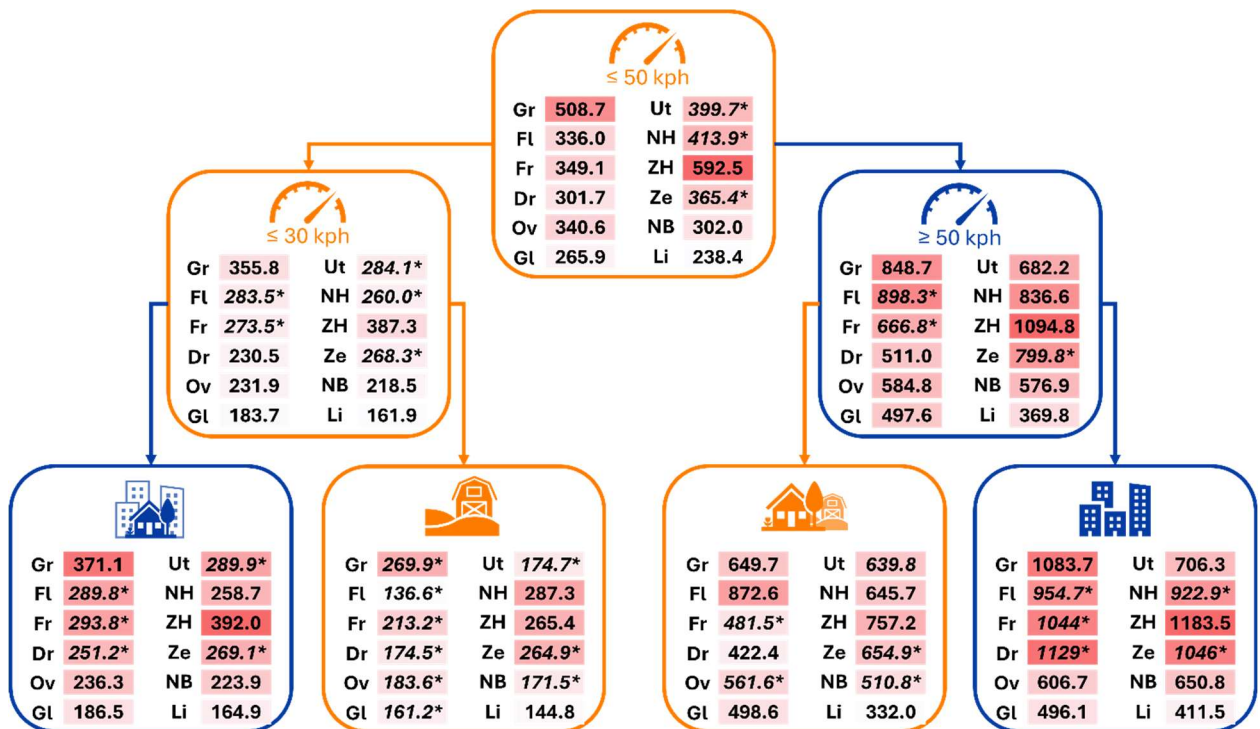 ≤ 50 kph
Gr 508.7 Ut 399.7*
Fl 336.0 NH 413.9*
Fr 349.1 ZH 592.5
Dr 301.7 Ze 365.4*
Ov 340.6 NB 302.0
Gl 265.9 Li 238.4
≤ 30 kph
Gr 355.8 Ut 284.1*
Fl 283.5* NH 260.0*
Fr 273.5* ZH 387.3
Dr 230.5 Ze 268.3*
Ov 231.9 NB 218.5
Gl 183.7 Li 161.9
≥ 50 kph
Gr 848.7 Ut 682.2
Fl 898.3* NH 836.6
Fr 666.8* ZH 1094.8
Dr 511.0 Ze 799.8*
Ov 584.8 NB 576.9
Gl 497.6 Li 369.8
Gr 371.1 Ut 289.9*
Fl 289.8* NH 258.7
Fr 293.8* ZH 392.0
Dr 251.2* Ze 269.1*
Ov 236.3 NB 223.9
Gl 186.5 Li 164.9
Gr 269.9* Ut 174.7*
Fl 136.6* NH 287.3
Fr 213.2* ZH 265.4
Dr 174.5* Ze 264.9*
Ov 183.6* NB 171.5*
Gl 161.2* Li 144.8
Gr 649.7 Ut 639.8
Fl 872.6 NH 645.7
Fr 481.5* ZH 757.2
Dr 422.4 Ze 654.9*
Ov 561.6* NB 510.8*
Gl 498.6 Li 332.0
Gr 1083.7 Ut 706.3
Fl 954.7* NH 922.9*
Fr 1044* ZH 1183.5
Dr 1129* Ze 1046*
Ov 606.7 NB 650.8
Gl 496.1 Li 411.5